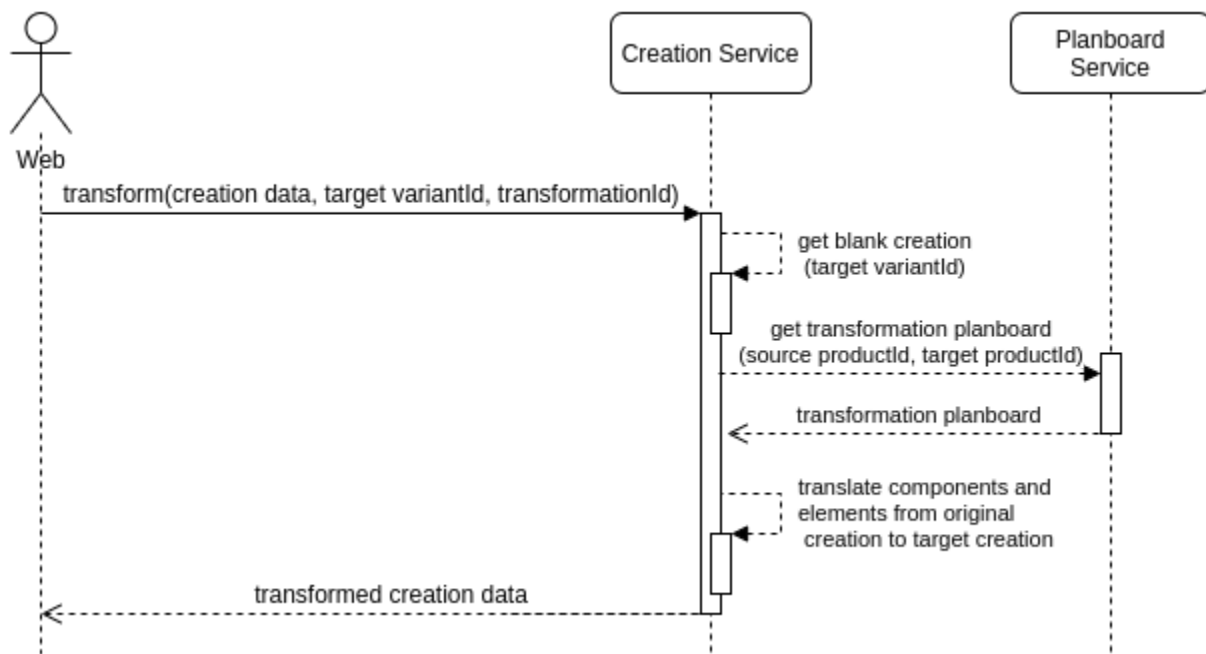 Creation Service
Planboard
Service
Web
transform(creation data, target variantId, transformationId)
get blank creation
(target variantId)
get transformation planboard
(source productId, target productId)
transformation planboard
translate components and
elements from original
creation to target creation
transformed creation data